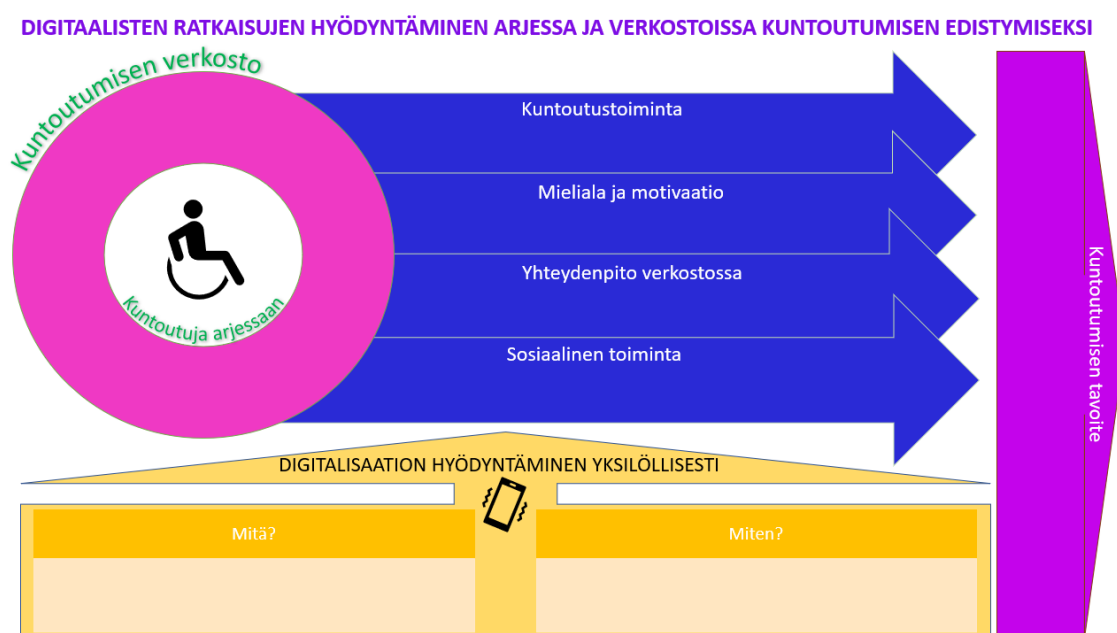 DIGITAALISTEN RATKAISUJEN HYÖDYNTÄMINEN ARJESSA JA VERKOSTOISSA KUNTOUTUMISEN EDISTYMISEKSI
Kuntoutumisen verkosto
Kuntoutuja arjessaan
Kuntoutustoiminta
Mieliala ja motivaatio
Yhteydenpito verkostossa
Sosiaalinen toiminta
Kuntoutumisen tavoite
DIGITALISAATION HYÖDYNTÄMINEN YKSILÖLLISESTI
Mitä?
Miten?